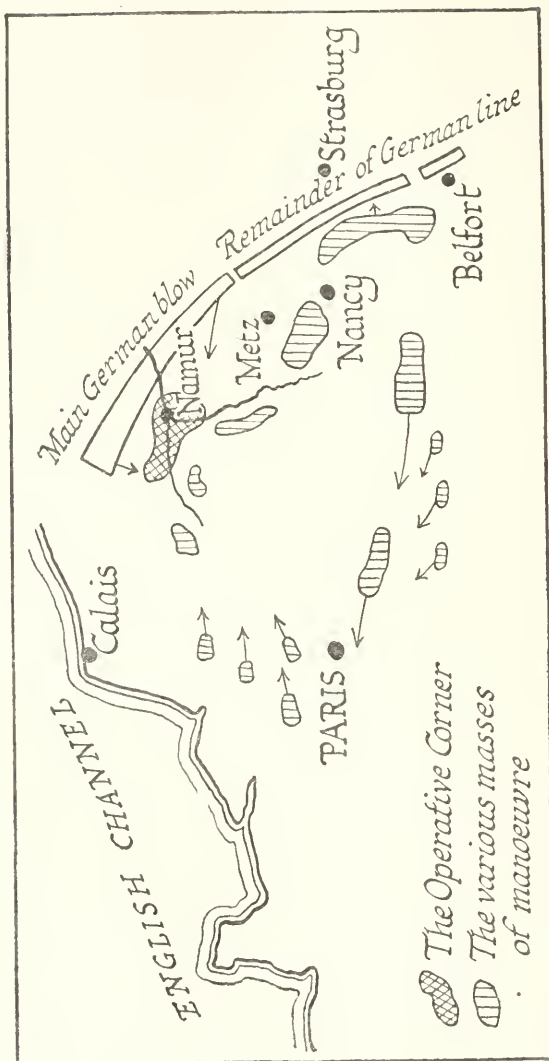 ENGLISH CHANNEL
Calais
PARIS
Main German blow
Namur
Metz
Nancy
Remainder of German line
Strasburg
Belfort
The Operative Corner
The various masses
of manoeuvre